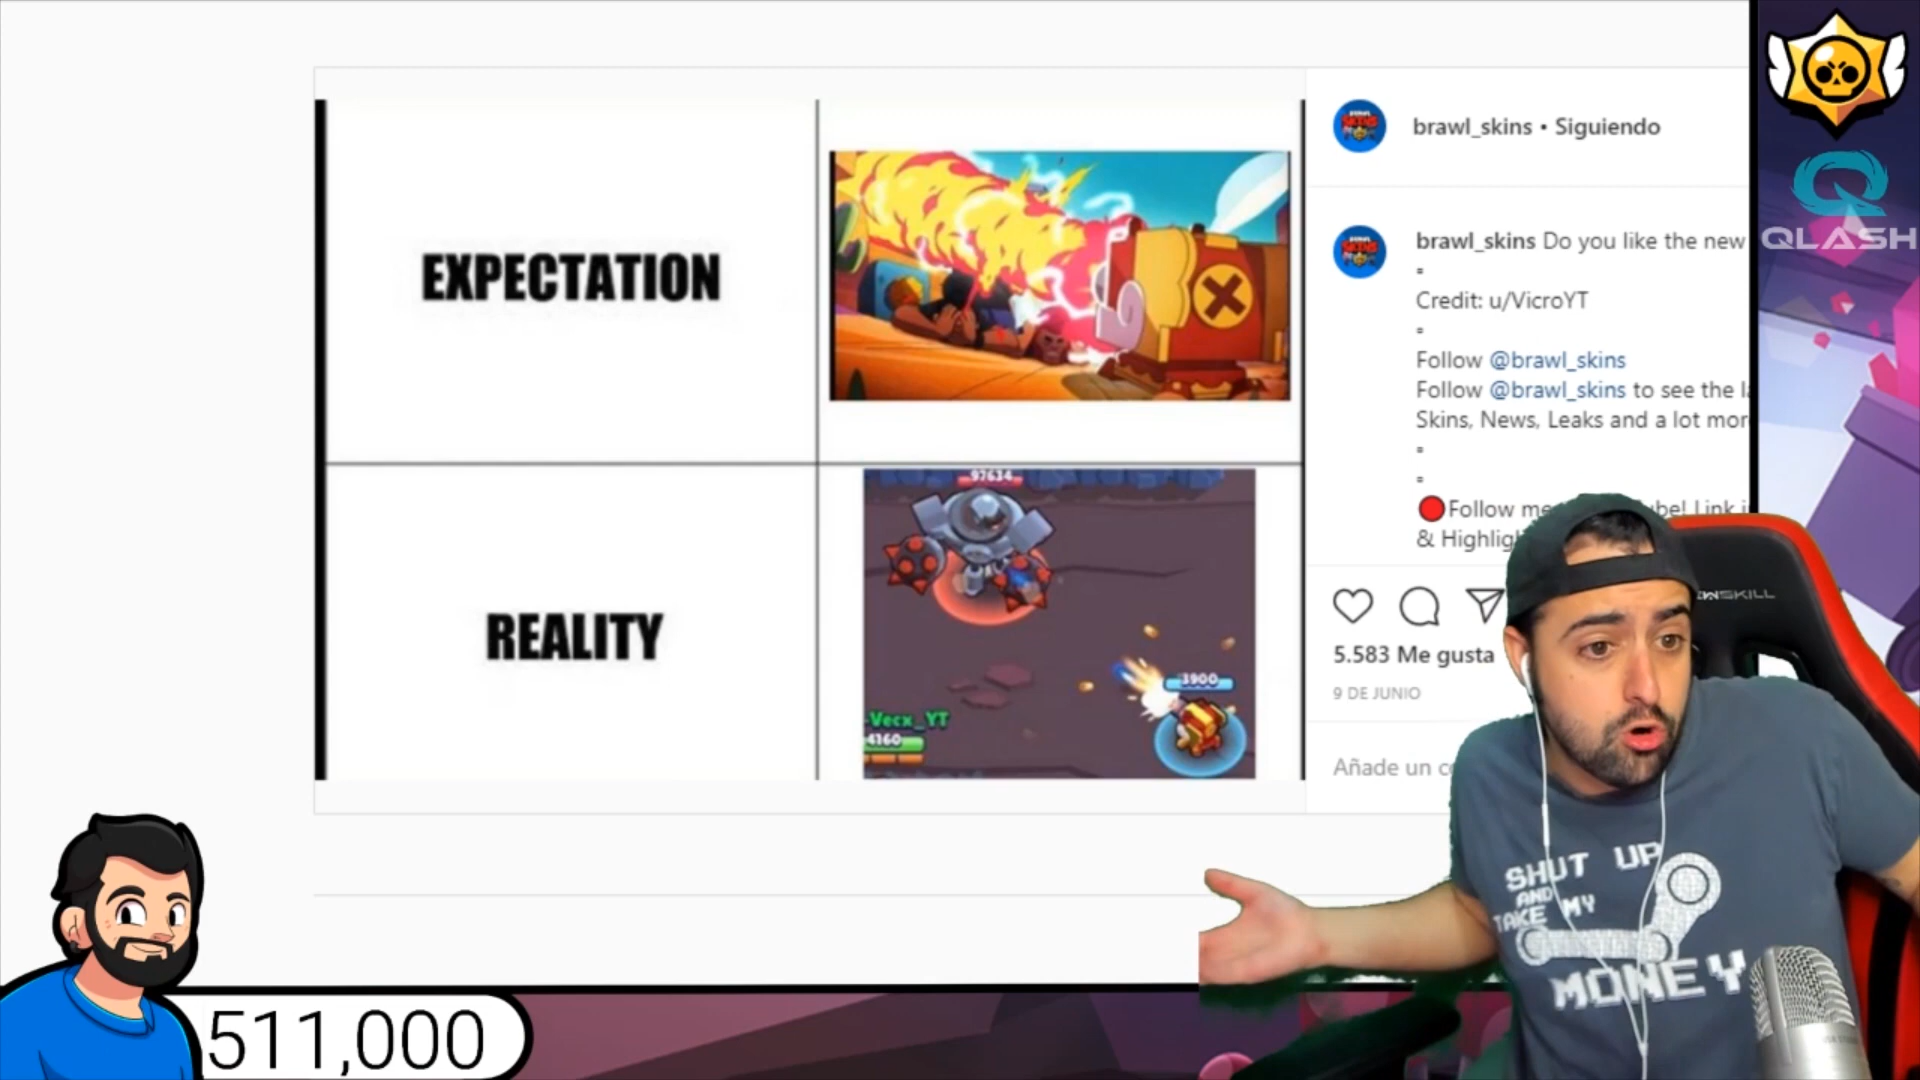 EXPECTATION
REALITY
97634
3900
-Vecx_YT
4160
brawl_skins • Siguiendo
brawl_skins Do you like the new
Credit: u/VicroYT
Follow @brawl_skins
Follow @brawl_skins to see the
Skins, News, Leaks and a lot mor
Follow me
Link
&
5.583 Me gusta
9 DE JUNIO
Añade un
QLASH
SHUT UP
AND
TAKE MY
MONEY
511,000